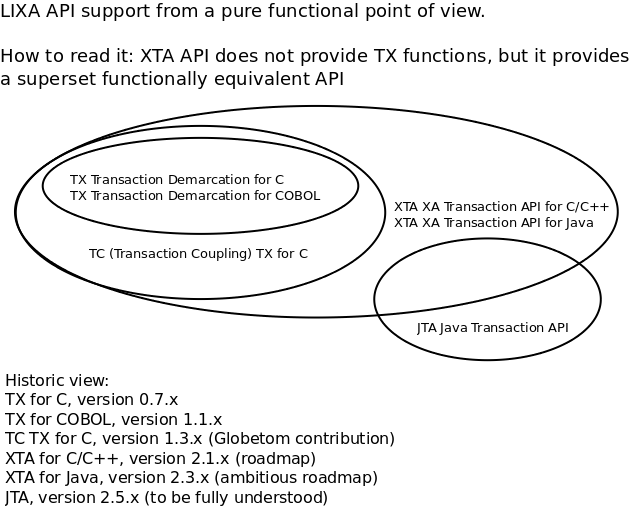 LIXA API support from a pure functional point of view.
How to read it: XTA API does not provide TX functions, but it provides
a superset functionally equivalent API
TX Transaction Demarcation for C
TX Transaction Demarcation for COBOL
XTA XA Transaction API for C/C++
XTA XA Transaction API for Java
TC (Transaction Coupling) TX for C
JTA Java Transaction API
Historic view:
TX for C, version 0.7.x
TX for COBOL, version 1.1.x
TC TX for C, version 1.3.x (Globetom contribution)
XTA for C/C++, version 2.1.x (roadmap)
XTA for Java, version 2.3.x (ambitious roadmap)
JTA, version 2.5.x (to be fully understood)